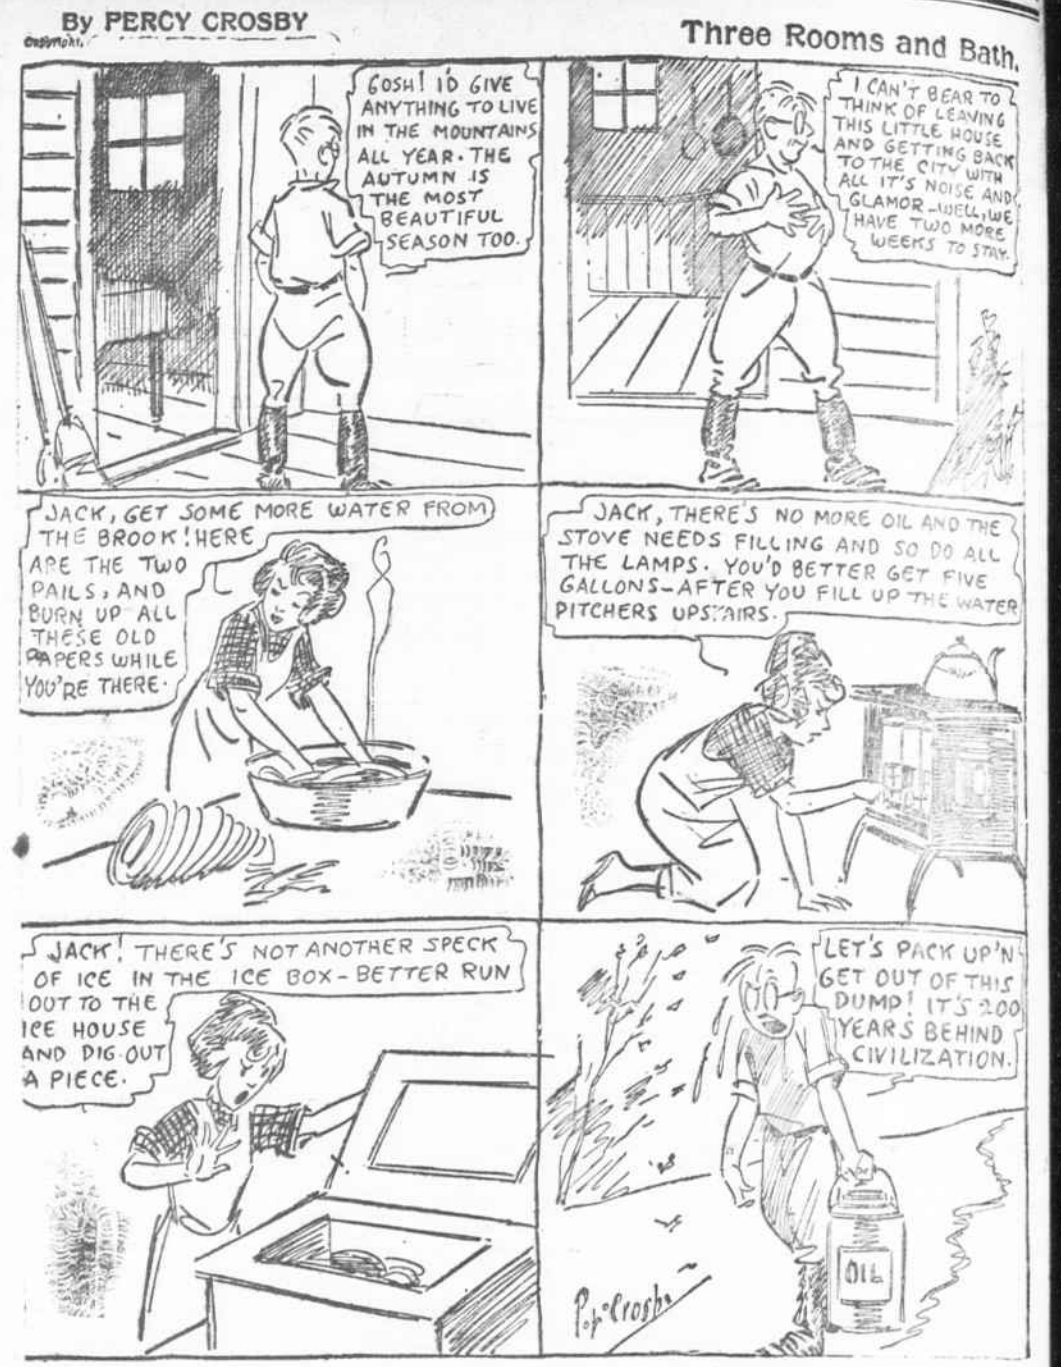 By PERCY CROSBY
Copyright,
Three Rooms and Bath.
GOSH! I'D GIVE
ANYTHING TO LIVE
IN THE MOUNTAINS
ALL YEAR. THE
AUTUMN IS
THE MOST
BEAUTIFUL
SEASON TOO.
I CAN'T BEAR TO
THINK OF LEAVING
THIS LITTLE HOUSE
AND GETTING BACK
TO THE CITY WITH
ALL IT'S NOISE AND
GLAMOR - WELL, WE
HAVE TWO MORE
WEEKS TO STAY.
JACK, GET SOME MORE WATER FROM
THE BROOK! HERE
ARE THE TWO
PAILS, AND
BURN UP ALL
THESE OLD
PAPERS WHILE
YOU'RE THERE.
JACK, THERE'S NO MORE OIL AND THE
STOVE NEEDS FILLING AND SO DO ALL
THE LAMPS. YOU'D BETTER GET FIVE
GALLONS - AFTER YOU FILL UP THE WATER
PITCHERS UPSTAIRS.
JACK! THERE'S NOT ANOTHER SPECK
OF ICE IN THE ICE BOX - BETTER RUN
OUT TO THE
ICE HOUSE
AND DIG OUT
A PIECE.
LET'S PACK UP 'N
GET OUT OF THIS
DUMP! IT'S 200
YEARS BEHIND
CIVILIZATION.
OIL
Crosby